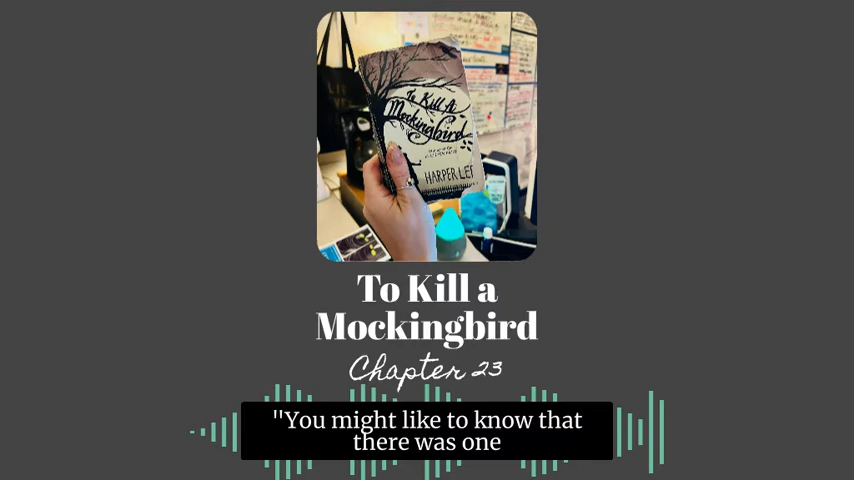 To Kill A
Mockingbird
HARPER LEE
To Kill a
Mockingbird
Chapter 23
"You might like to know that
there was one